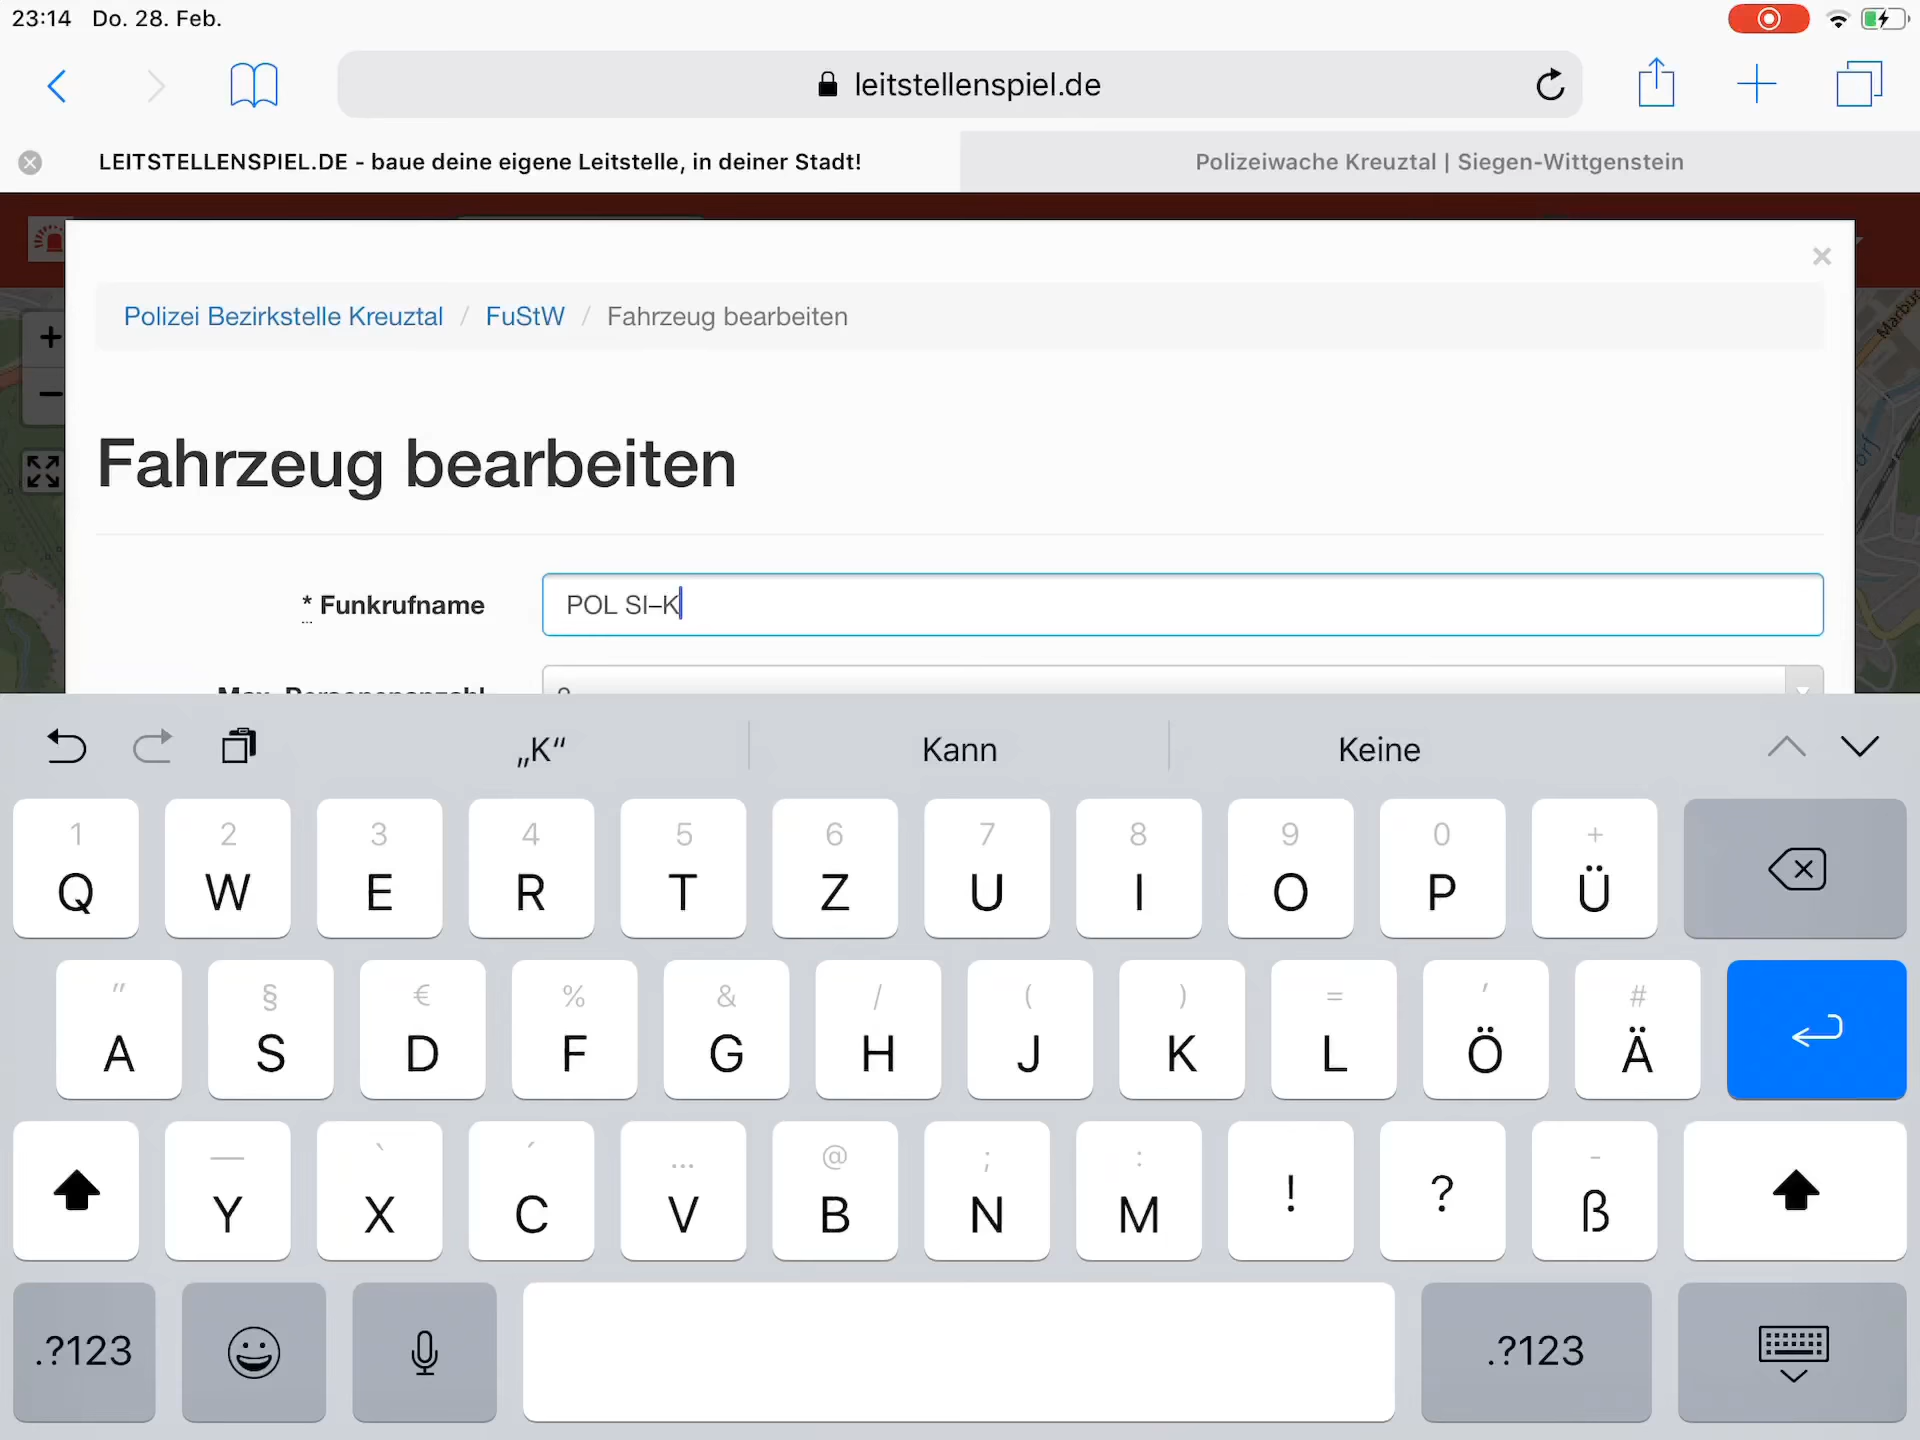 23:14 Do. 28. Feb.
leitstellenspiel.de
LEITSTELLENSPIEL.DE - baue deine eigene Leitstelle, in deiner Stadt!
Polizeiwache Kreuztal | Siegen-Wittgenstein
×
Polizei Bezirkstelle Kreuztal / FuStW / Fahrzeug bearbeiten
+
−
Fahrzeug bearbeiten
* Funkrufname
POL SI–K
Max. Personenanzahl
„K“ Kann Keine
1 2 3 4 5 6 7 8 9 0 +
Q W E R T Z U I O P Ü
" § € % & / ( ) = ' #
A S D F G H J K L Ö Ä
— ` ´ ... @ ; : -
Y X C V B N M ! ? ß
.?123 .?123